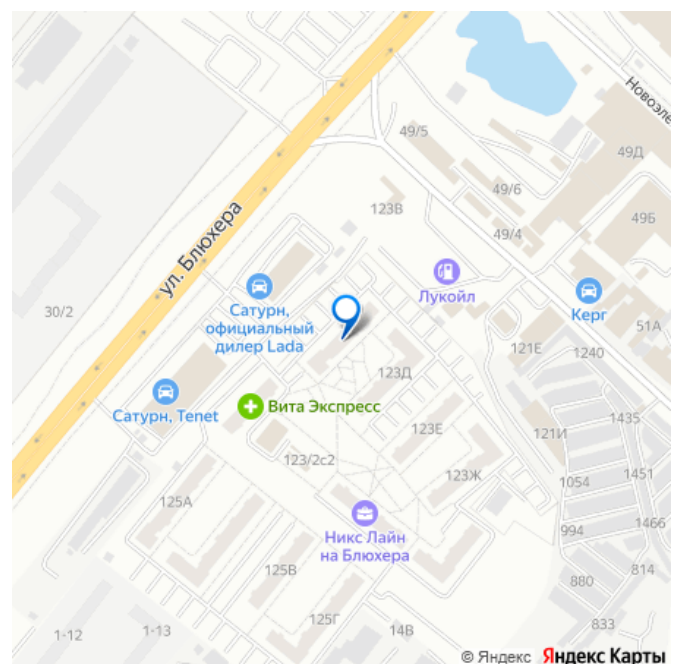 Новоэле
49/5
49Д
49/6
123В
49Б
49/4
ул. Блюхера
Лукойл
30/2
Сатурн,
официальный
дилер Lada
Керг
51А
121Е
1240
123Д
Сатурн, Tenet
Вита Экспресс
1435
123Е
121И
123/2с2
123Ж
1451
1054
125А
1466
994
Никс Лайн
на Блюхера
125В
880
814
125Г
833
1-12
1-13
14В
© Яндекс Яндекс Карты